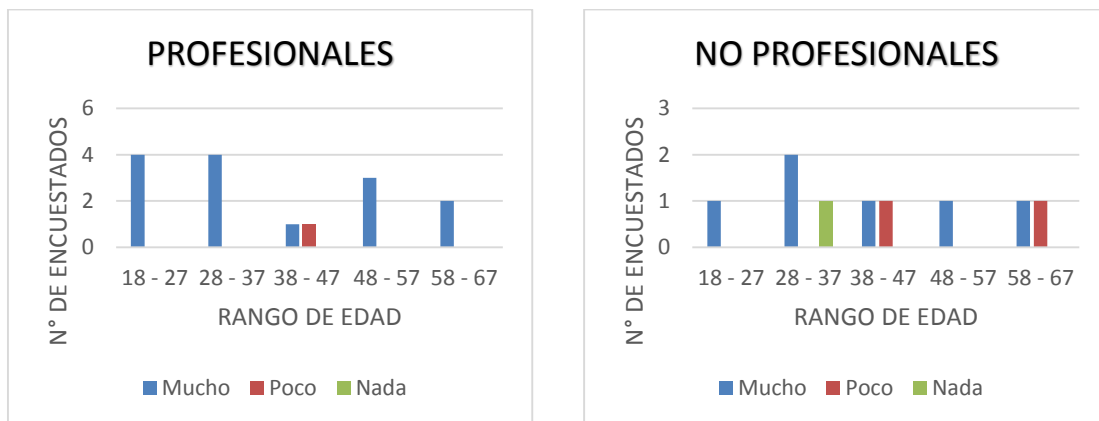 PROFESIONALES
N° DE ENCUESTADOS
6
4
2
0
18 - 27 28 - 37 38 - 47 48 - 57 58 - 67
RANGO DE EDAD
Mucho Poco Nada
NO PROFESIONALES
N° DE ENCUESTADOS
3
2
1
0
18 - 27 28 - 37 38 - 47 48 - 57 58 - 67
RANGO DE EDAD
Mucho Poco Nada